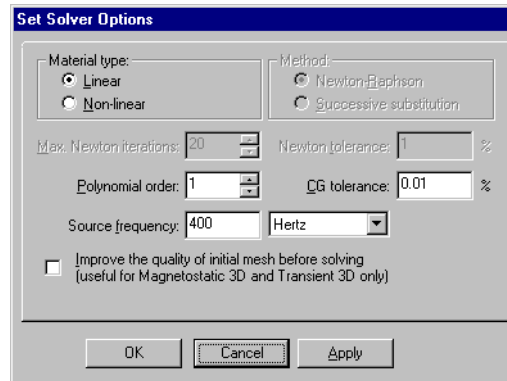 Set Solver Options
Material type: Method:
Linear Newton-Raphson
Non-linear Successive substitution
Max. Newton iterations: 20 Newton tolerance: 1 %
Polynomial order: 1 CG tolerance: 0.01 %
Source frequency: 400 Hertz
Improve the quality of initial mesh before solving
(useful for Magnetostatic 3D and Transient 3D only)
OK Cancel Apply